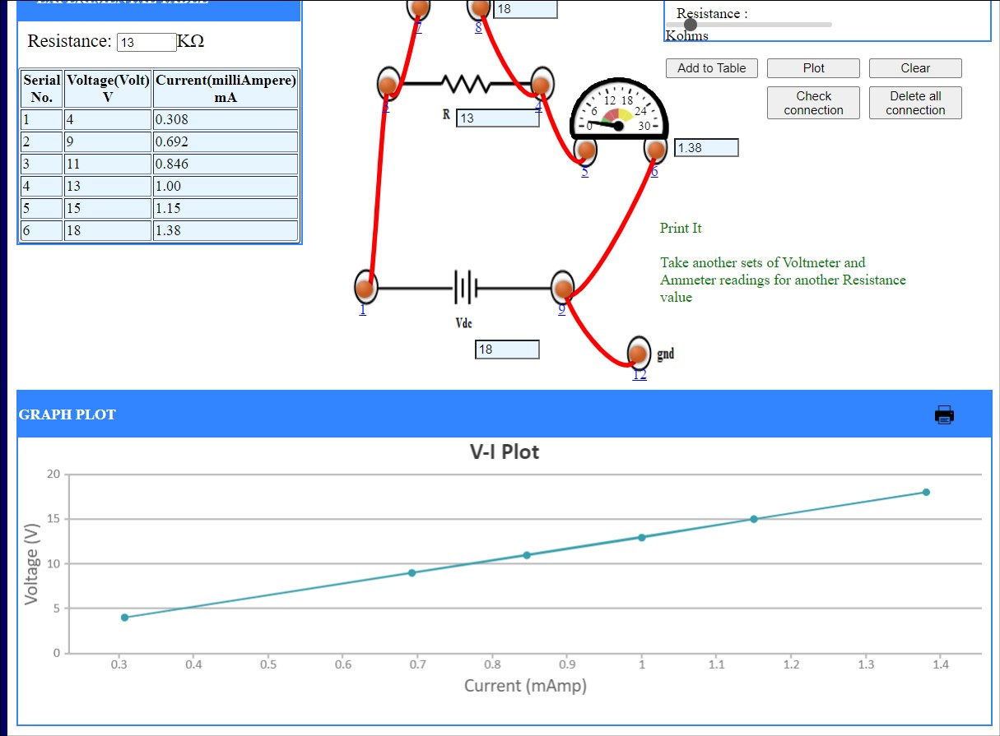 Resistance: 13 KΩ
Serial No. Voltage(Volt) V Current(milliAmpere) mA
1 4 0.308
2 9 0.692
3 11 0.846
4 13 1.00
5 15 1.15
6 18 1.38
18
7
8
3
4
R 13
0 6 12 18 24 30
5
6
1.38
1
9
Vdc
18
gnd
12
Resistance :
Kohms
Add to Table
Plot
Clear
Check connection
Delete all connection
Print It
Take another sets of Voltmeter and
Ammeter readings for another Resistance
value
GRAPH PLOT
V-I Plot
Voltage (V)
20
15
10
5
0
0.3 0.4 0.5 0.6 0.7 0.8 0.9 1 1.1 1.2 1.3 1.4
Current (mAmp)